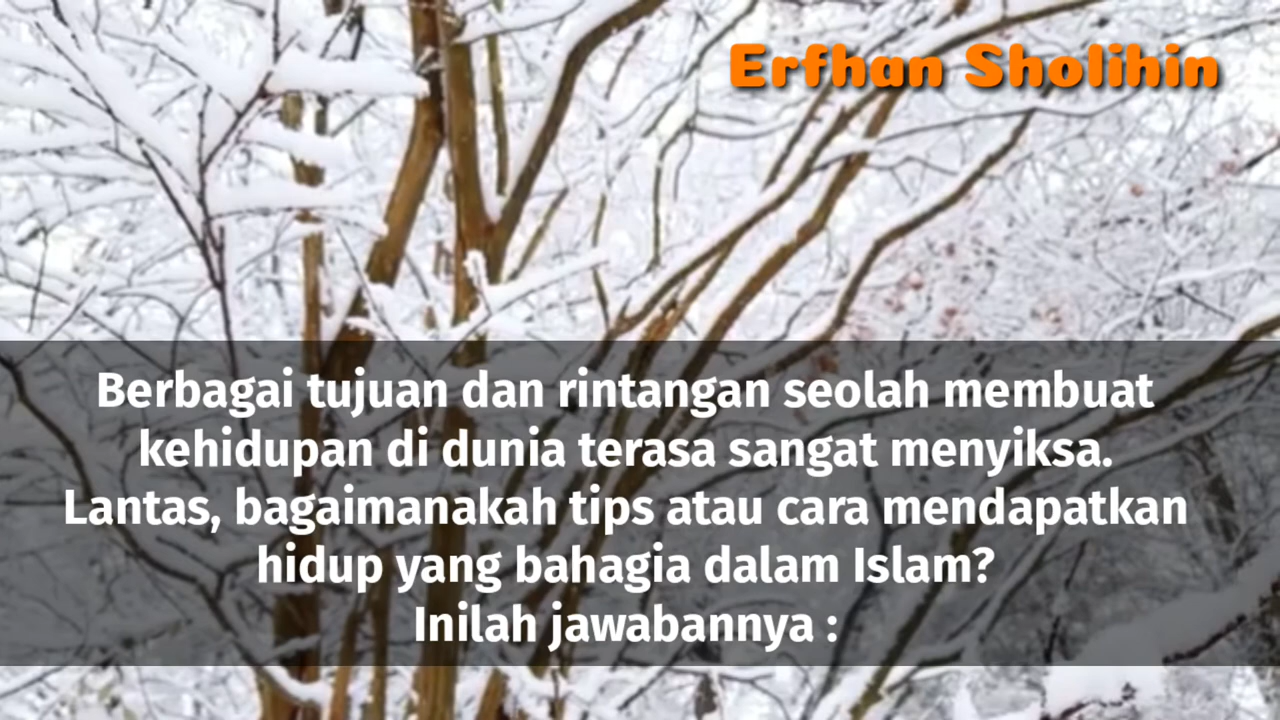 Erfhan Sholihin
Berbagai tujuan dan rintangan seolah membuat
kehidupan di dunia terasa sangat menyiksa.
Lantas, bagaimanakah tips atau cara mendapatkan
hidup yang bahagia dalam Islam?
Inilah jawabannya :